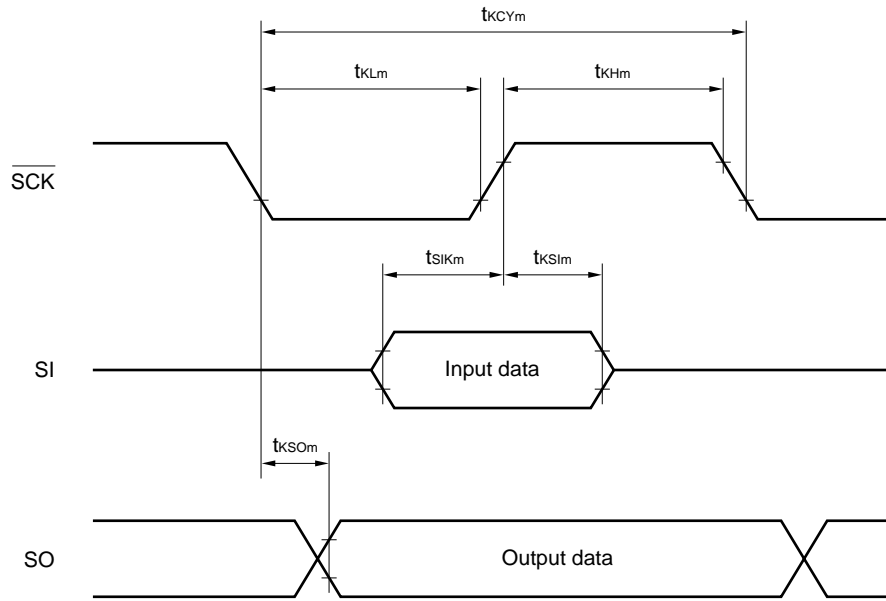 tKCYm
tKLm
tKHm
SCK
tSIKm
tKSIm
SI
Input data
tKSOm
SO
Output data